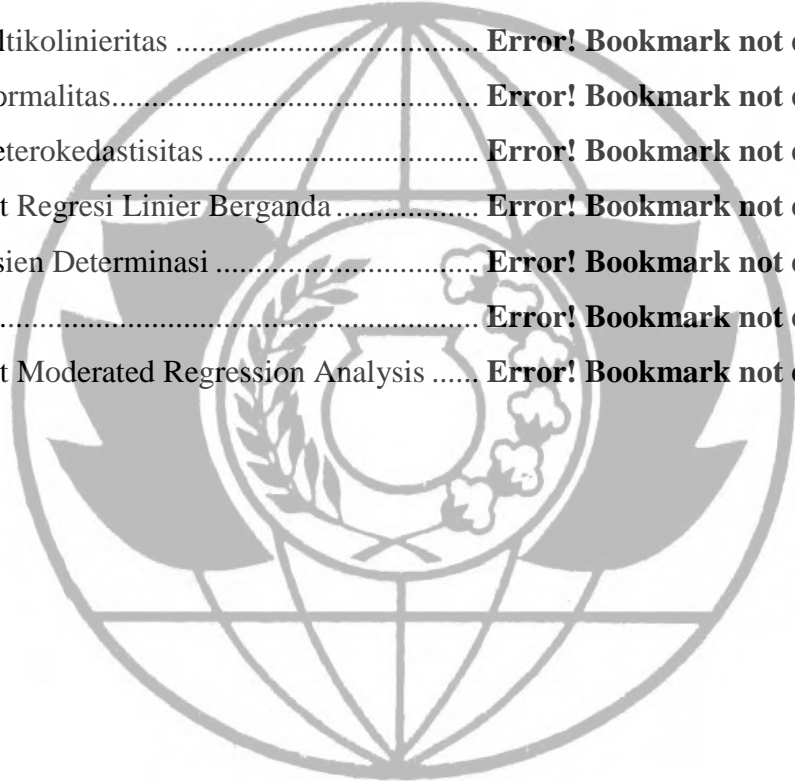 ltikolinieritas .................................... Error! Bookmark not
ormalitas........................................... Error! Bookmark not
eterokedastisitas ................................ Error! Bookmark not
t Regresi Linier Berganda ................. Error! Bookmark not
sien Determinasi ............................... Error! Bookmark not
......................................................... Error! Bookmark not
t Moderated Regression Analysis ...... Error! Bookmark not